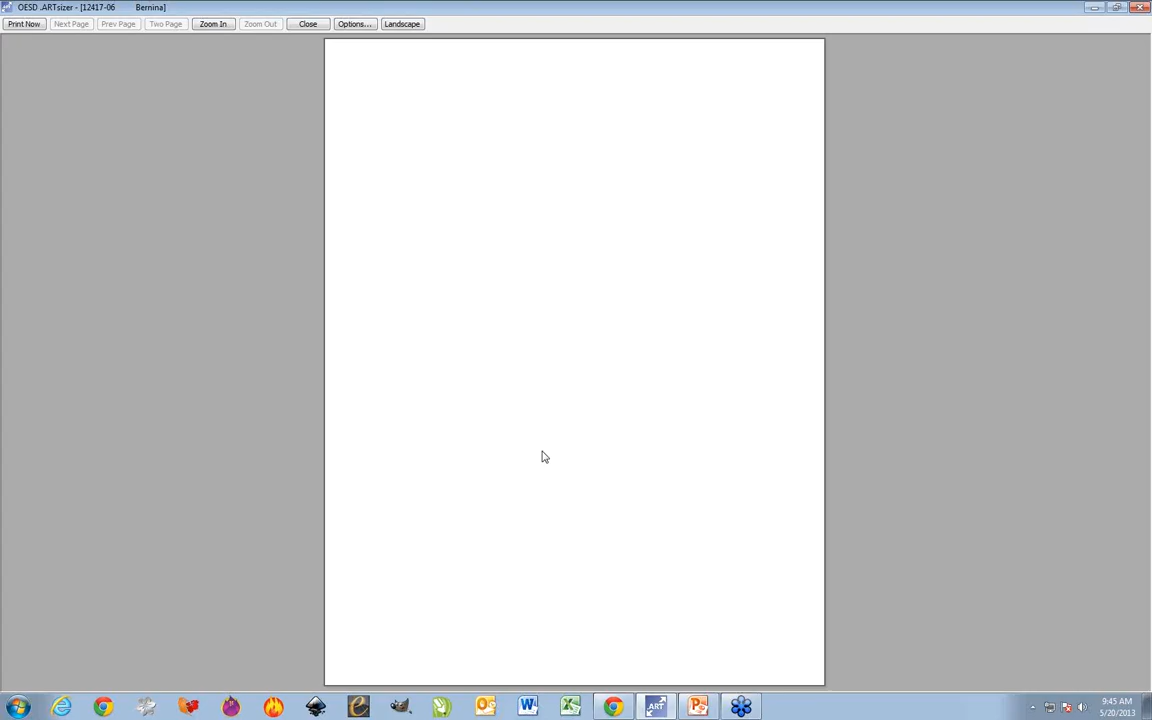 OESD .ARTsizer - [12417-06 Bernina]
Print Now Next Page Prev Page Two Page Zoom In Zoom Out Close Options... Landscape
ART
9:45 AM
5/20/2013